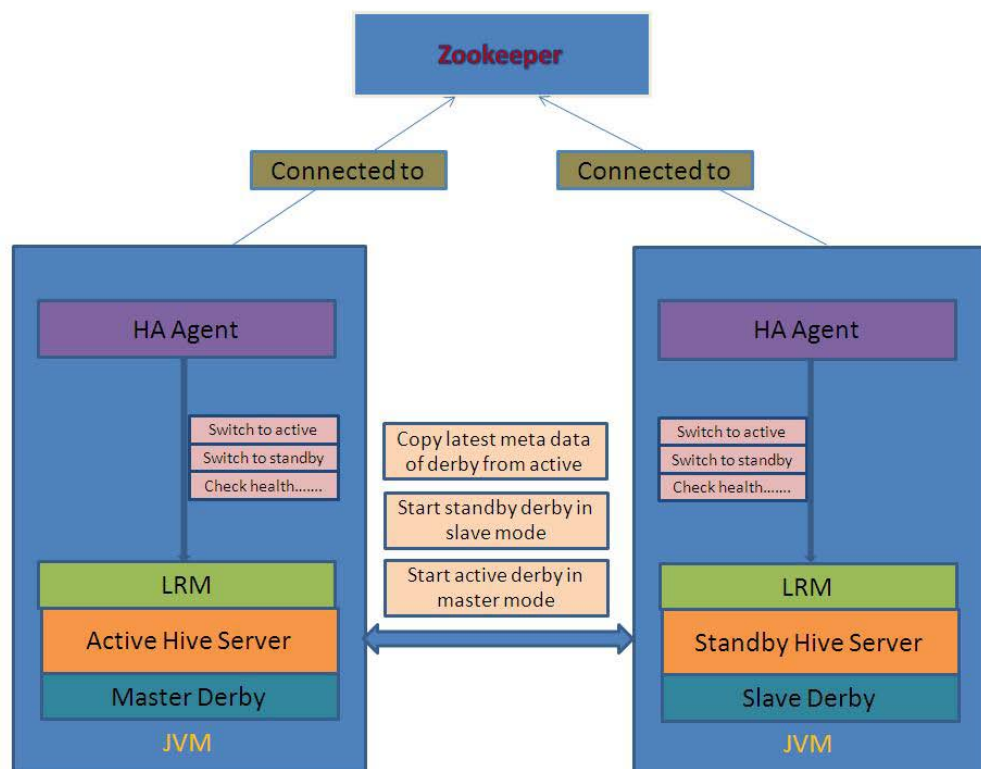 Zookeeper
Connected to
Connected to
HA Agent
Switch to active
Switch to standby
Check health.......
LRM
Active Hive Server
Master Derby
JVM
Copy latest meta data
of derby from active
Start standby derby in
slave mode
Start active derby in
master mode
HA Agent
Switch to active
Switch to standby
Check health.......
LRM
Standby Hive Server
Slave Derby
JVM